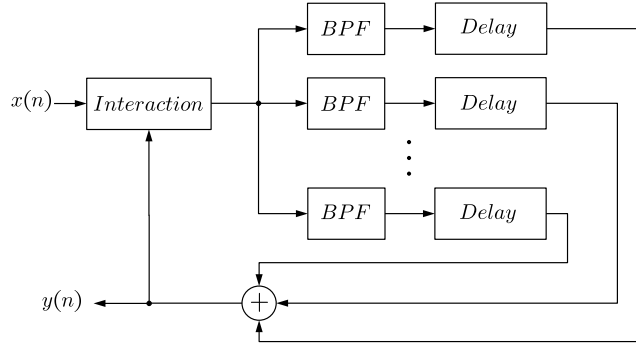 BPF Delay
x(n) Interaction BPF Delay
BPF Delay
y(n) +